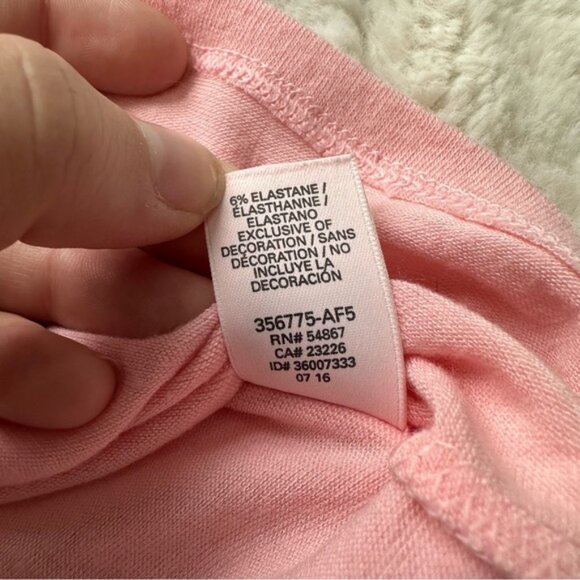 6% ELASTANE /
ÉLASTHANNE /
ELASTANO
EXCLUSIVE OF
DECORATION / SANS
DÉCORATION / NO
INCLUYE LA
DECORACIÓN
356775-AF5
RN# 54867
CA# 23226
ID# 36007333
07 16